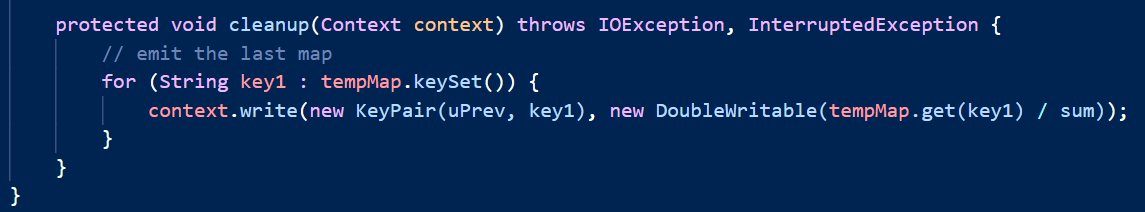 protected void cleanup(Context context) throws IOException, InterruptedException {
// emit the last map
for (String key1 : tempMap.keySet()) {
context.write(new KeyPair(uPrev, key1), new DoubleWritable(tempMap.get(key1) / sum));
}
}
}